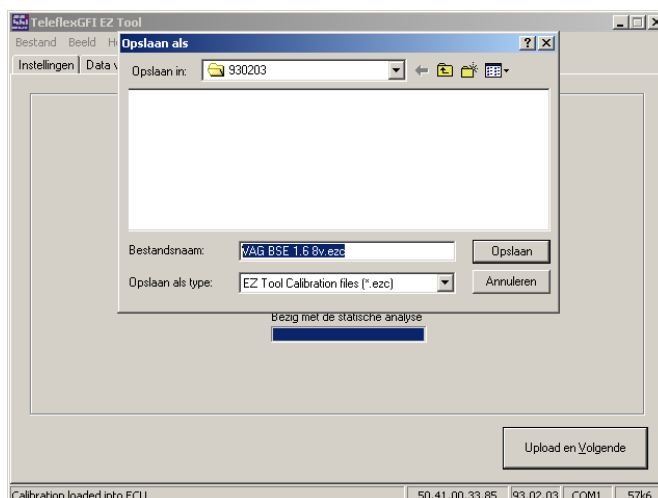 TeleflexGFI EZ Tool
Bestand Beeld H
Opslaan als
Instellingen Data v
Opslaan in: 930203
Bestandsnaam: VAG BSE 1.6 8v.ezc Opslaan
Opslaan als type: EZ Tool Calibration files (*.ezc) Annuleren
Bezig met de statische analyse
Upload en Volgende
Calibration loaded into ECU 50.41.00.33.85 93.02.03 COM1 57k6